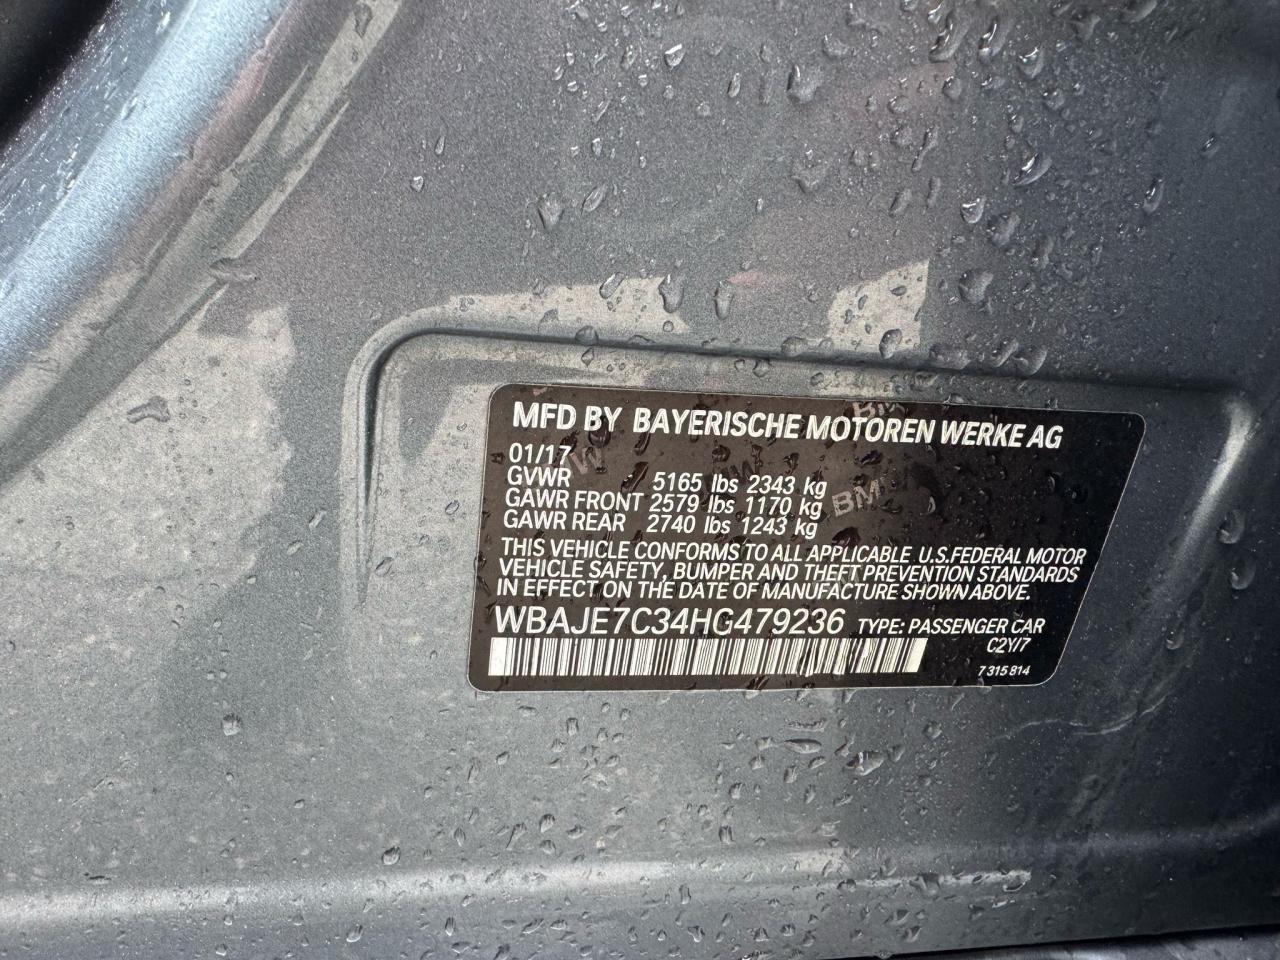 MFD BY BAYERISCHE MOTOREN WERKE AG
01/17
GVWR 5165 lbs 2343 kg
GAWR FRONT 2579 lbs 1170 kg
GAWR REAR 2740 lbs 1243 kg
THIS VEHICLE CONFORMS TO ALL APPLICABLE U.S.FEDERAL MOTOR
VEHICLE SAFETY, BUMPER AND THEFT PREVENTION STANDARDS
IN EFFECT ON THE DATE OF MANUFACTURE SHOWN ABOVE.
WBAJE7C34HG479236 TYPE: PASSENGER CAR
C2Y/7
7 315 814